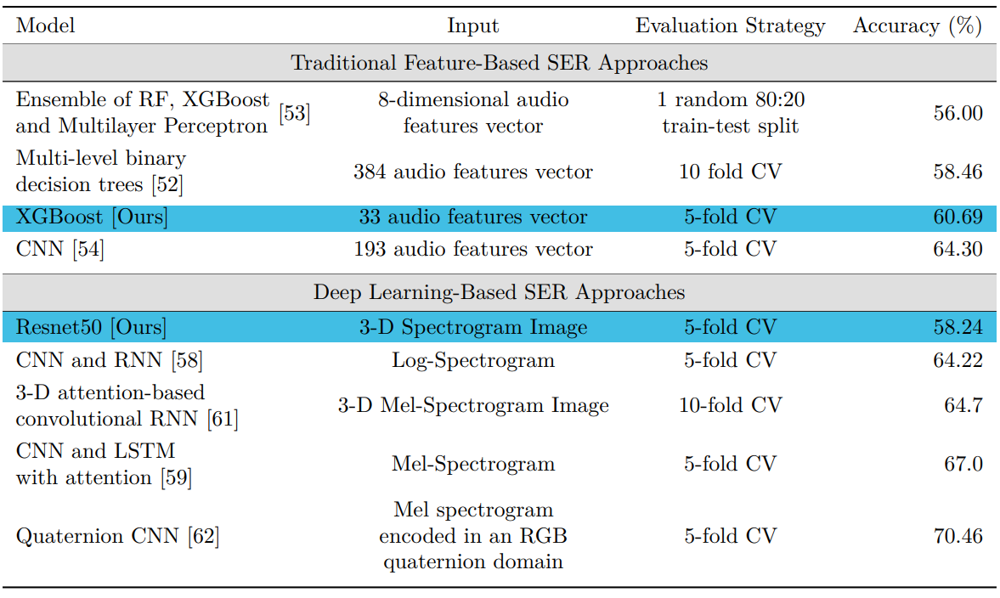 Model Input Evaluation Strategy Accuracy (%)
Traditional Feature-Based SER Approaches
Ensemble of RF, XGBoost
and Multilayer Perceptron [53]
8-dimensional audio
features vector
1 random 80:20
train-test split
56.00
Multi-level binary
decision trees [52]
384 audio features vector 10 fold CV 58.46
XGBoost [Ours] 33 audio features vector 5-fold CV 60.69
CNN [54] 193 audio features vector 5-fold CV 64.30
Deep Learning-Based SER Approaches
Resnet50 [Ours] 3-D Spectrogram Image 5-fold CV 58.24
CNN and RNN [58] Log-Spectrogram 5-fold CV 64.22
3-D attention-based
convolutional RNN [61]
3-D Mel-Spectrogram Image 10-fold CV 64.7
CNN and LSTM
with attention [59]
Mel-Spectrogram 5-fold CV 67.0
Quaternion CNN [62]
Mel spectrogram
encoded in an RGB
quaternion domain
5-fold CV 70.46